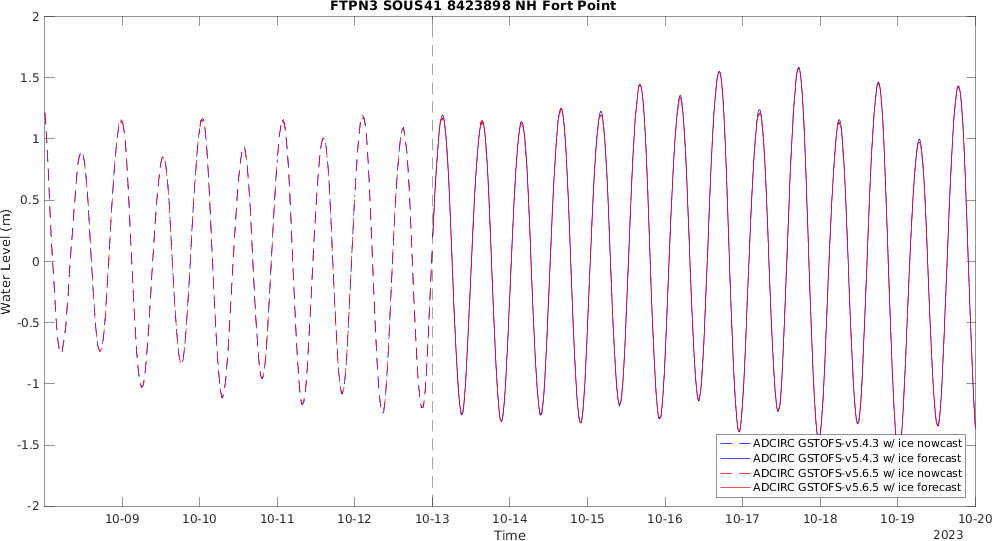 FTPN3 SOUS41 8423898 NH Fort Point
2
1.5
1
0.5
0
-0.5
-1
-1.5
-2
Water Level (m)
ADCIRC GSTOFS-v5.4.3 w/ ice nowcast
ADCIRC GSTOFS-v5.4.3 w/ ice forecast
ADCIRC GSTOFS-v5.6.5 w/ ice nowcast
ADCIRC GSTOFS-v5.6.5 w/ ice forecast
10-09 10-10 10-11 10-12 10-13 10-14 10-15 10-16 10-17 10-18 10-19 10-20
Time
2023